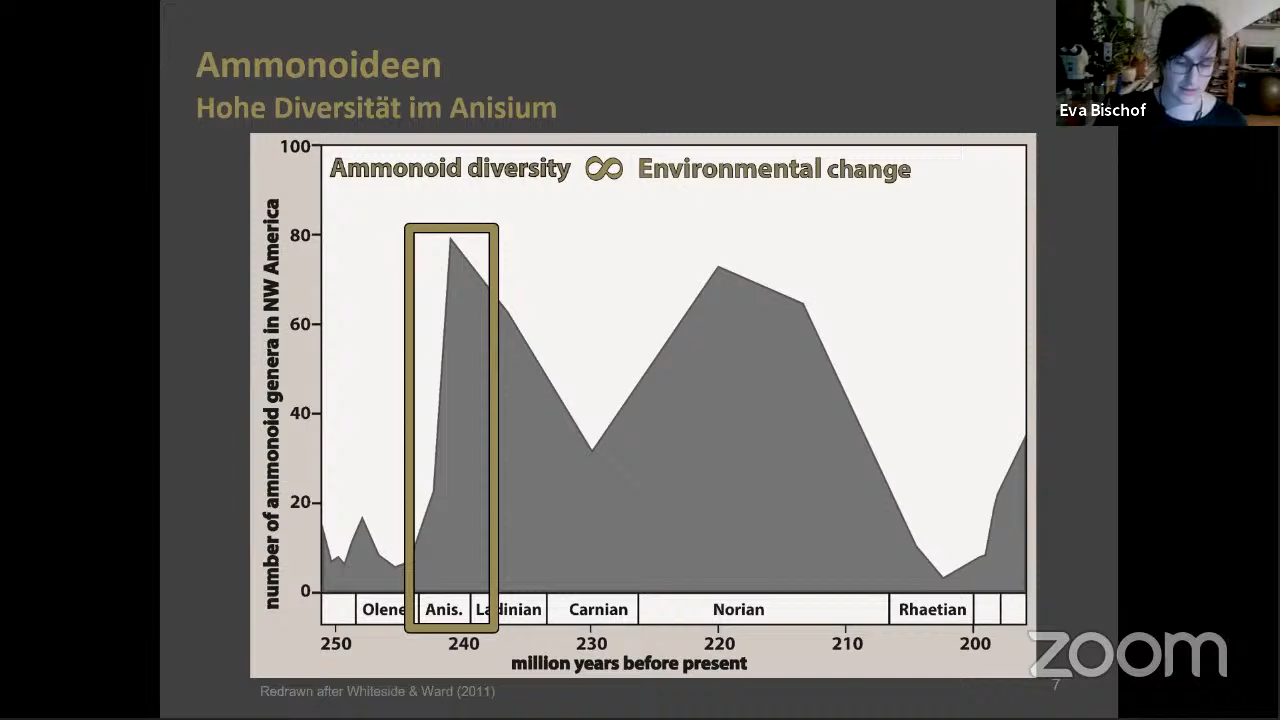 Ammonoideen
Hohe Diversität im Anisium
Eva Bischof
Ammonoid diversity ∞ Environmental change
number of ammonoid genera in NW America
100
80
60
40
20
0
Olene Anis. Ladinian Carnian Norian Rhaetian
250 240 230 220 210 200
million years before present
Redrawn after Whiteside & Ward (2011)
7
zoom